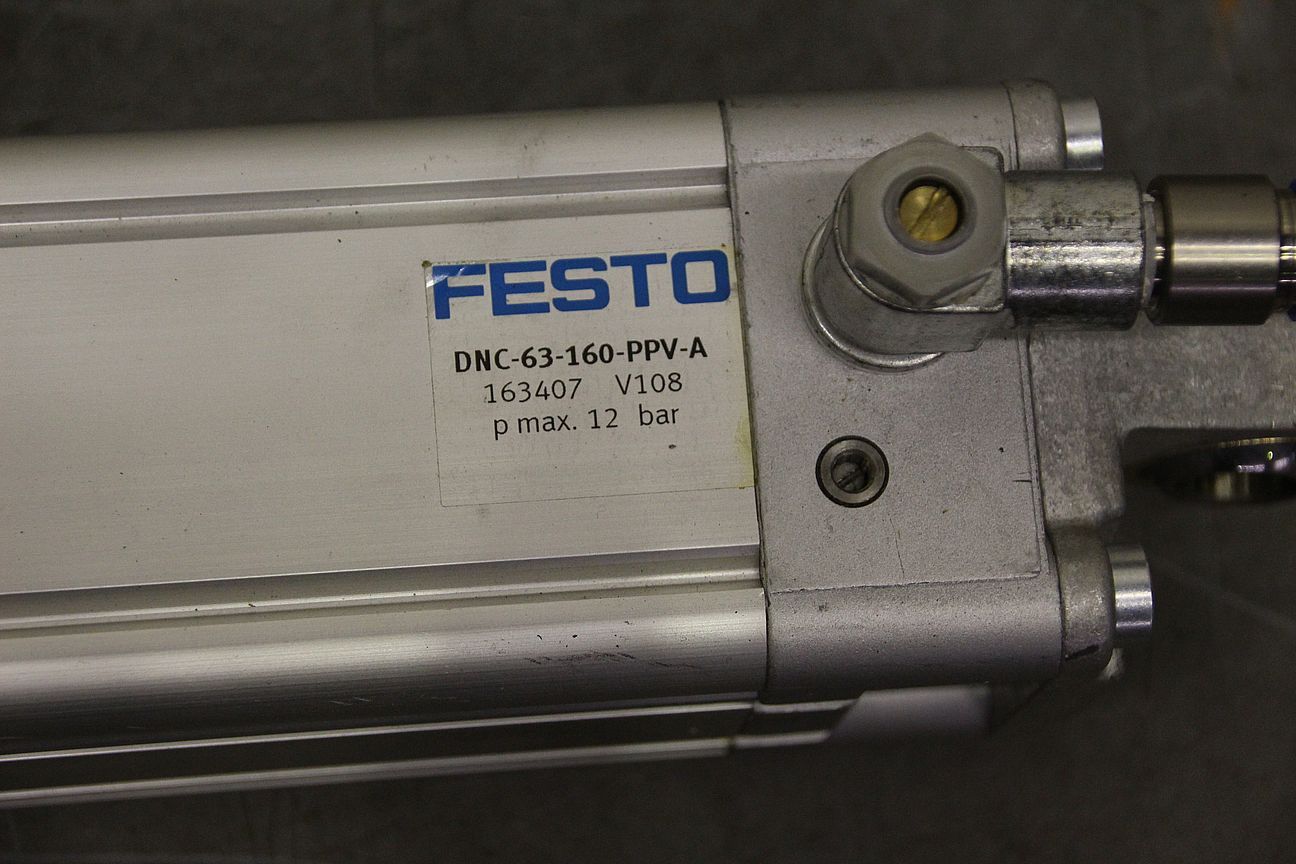 FESTO
DNC-63-160-PPV-A
163407 V108
p max. 12 bar